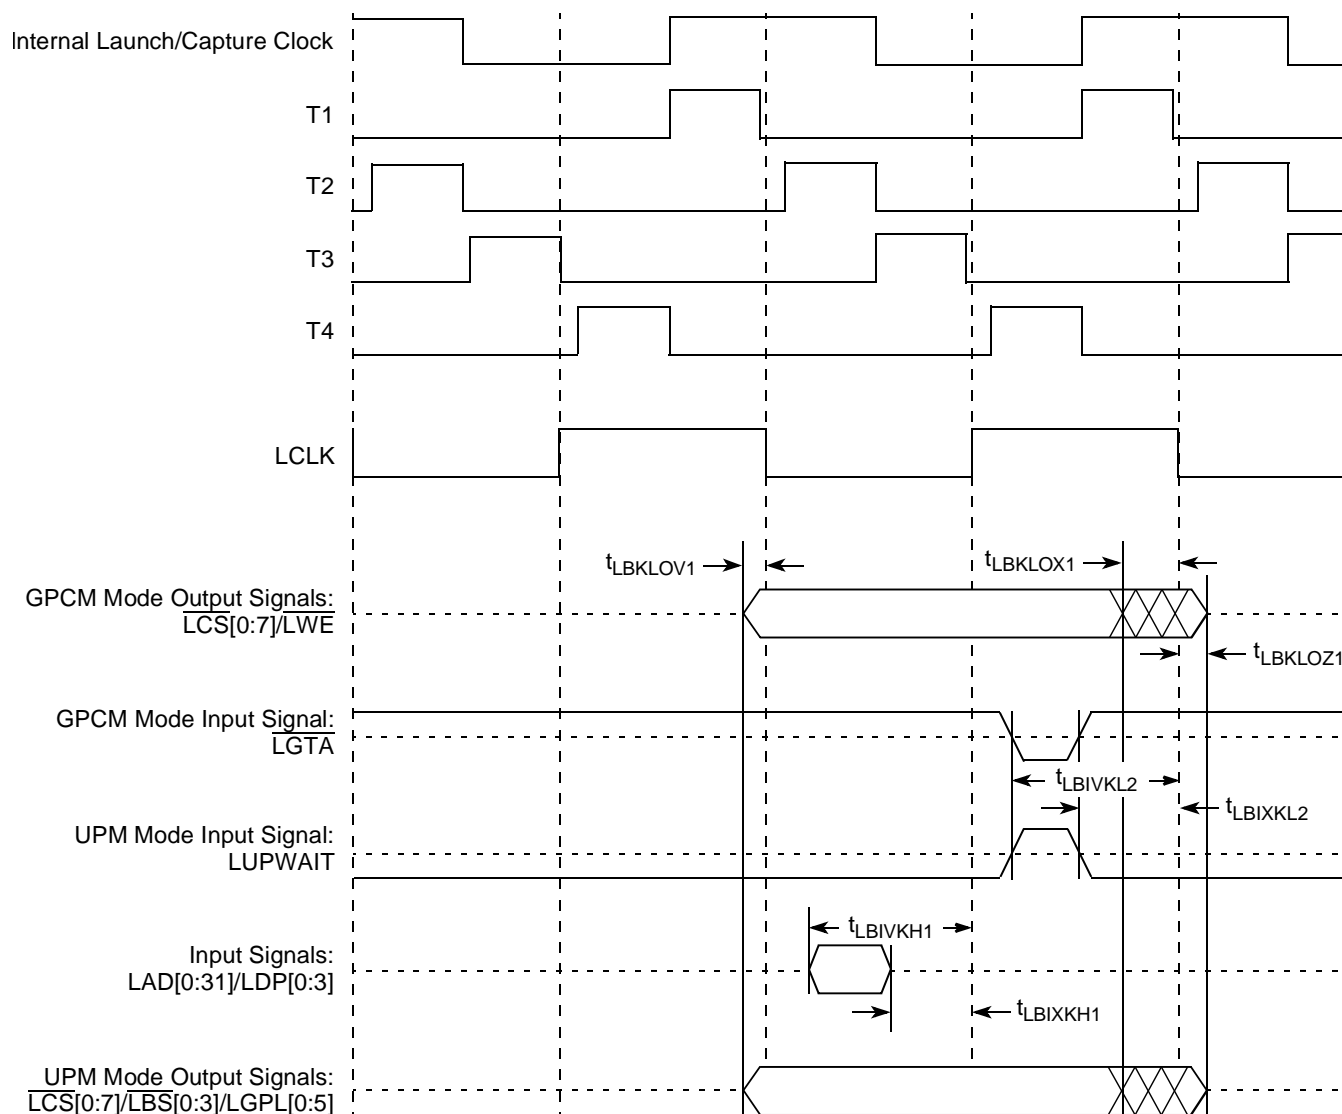 Internal Launch/Capture Clock
T1
T2
T3
T4
LCLK
tLBKLOV1
tLBKLOX1
GPCM Mode Output Signals:
LCS[0:7]/LWE
tLBKLOZ1
GPCM Mode Input Signal:
LGTA
tLBIVKL2
tLBIXKL2
UPM Mode Input Signal:
LUPWAIT
tLBIVKH1
Input Signals:
LAD[0:31]/LDP[0:3]
tLBIXKH1
UPM Mode Output Signals:
LCS[0:7]/LBS[0:3]/LGPL[0:5]